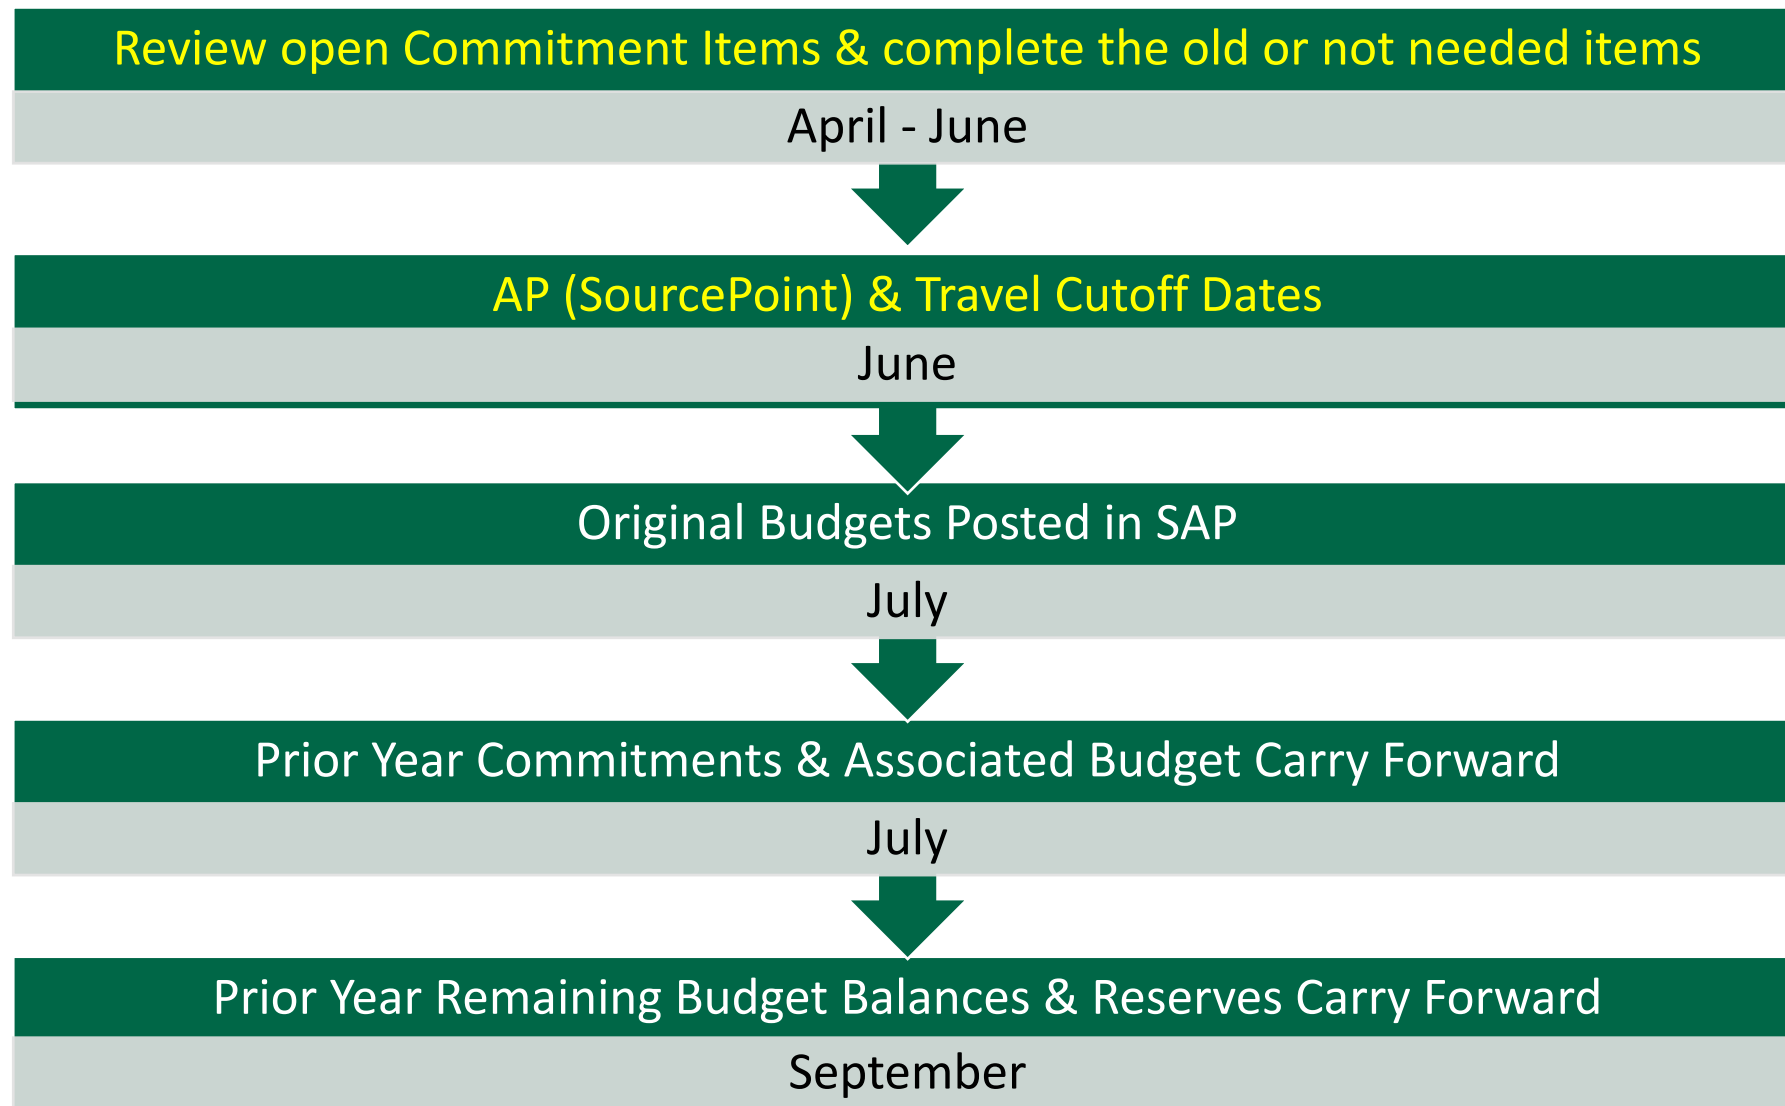 Review open Commitment Items & complete the old or not needed items
April - June
AP (SourcePoint) & Travel Cutoff Dates
June
Original Budgets Posted in SAP
July
Prior Year Commitments & Associated Budget Carry Forward
July
Prior Year Remaining Budget Balances & Reserves Carry Forward
September